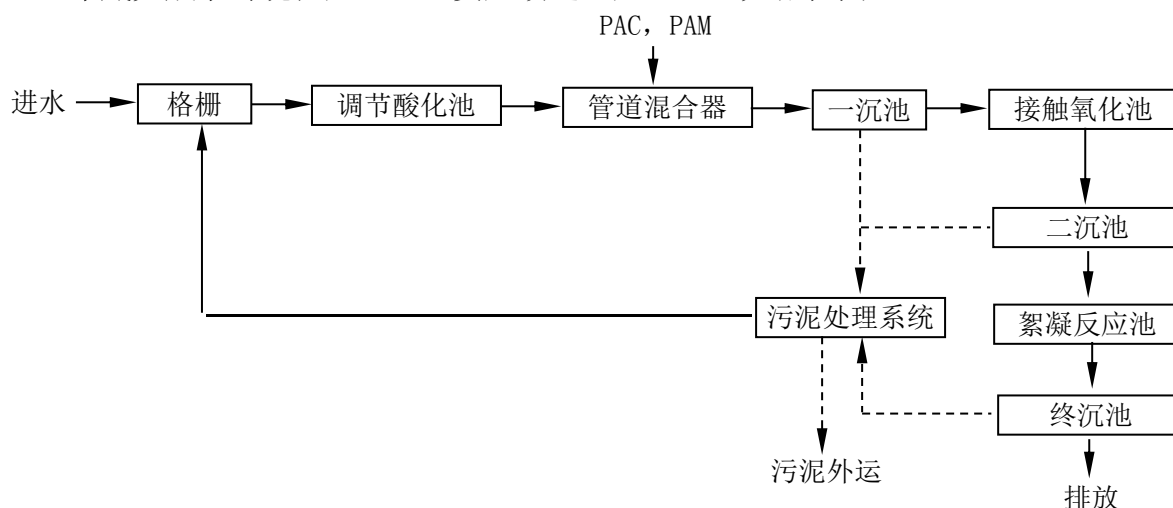 PAC，PAM
进水
格栅
调节酸化池
管道混合器
一沉池
接触氧化池
二沉池
污泥处理系统
絮凝反应池
终沉池
污泥外运
排放